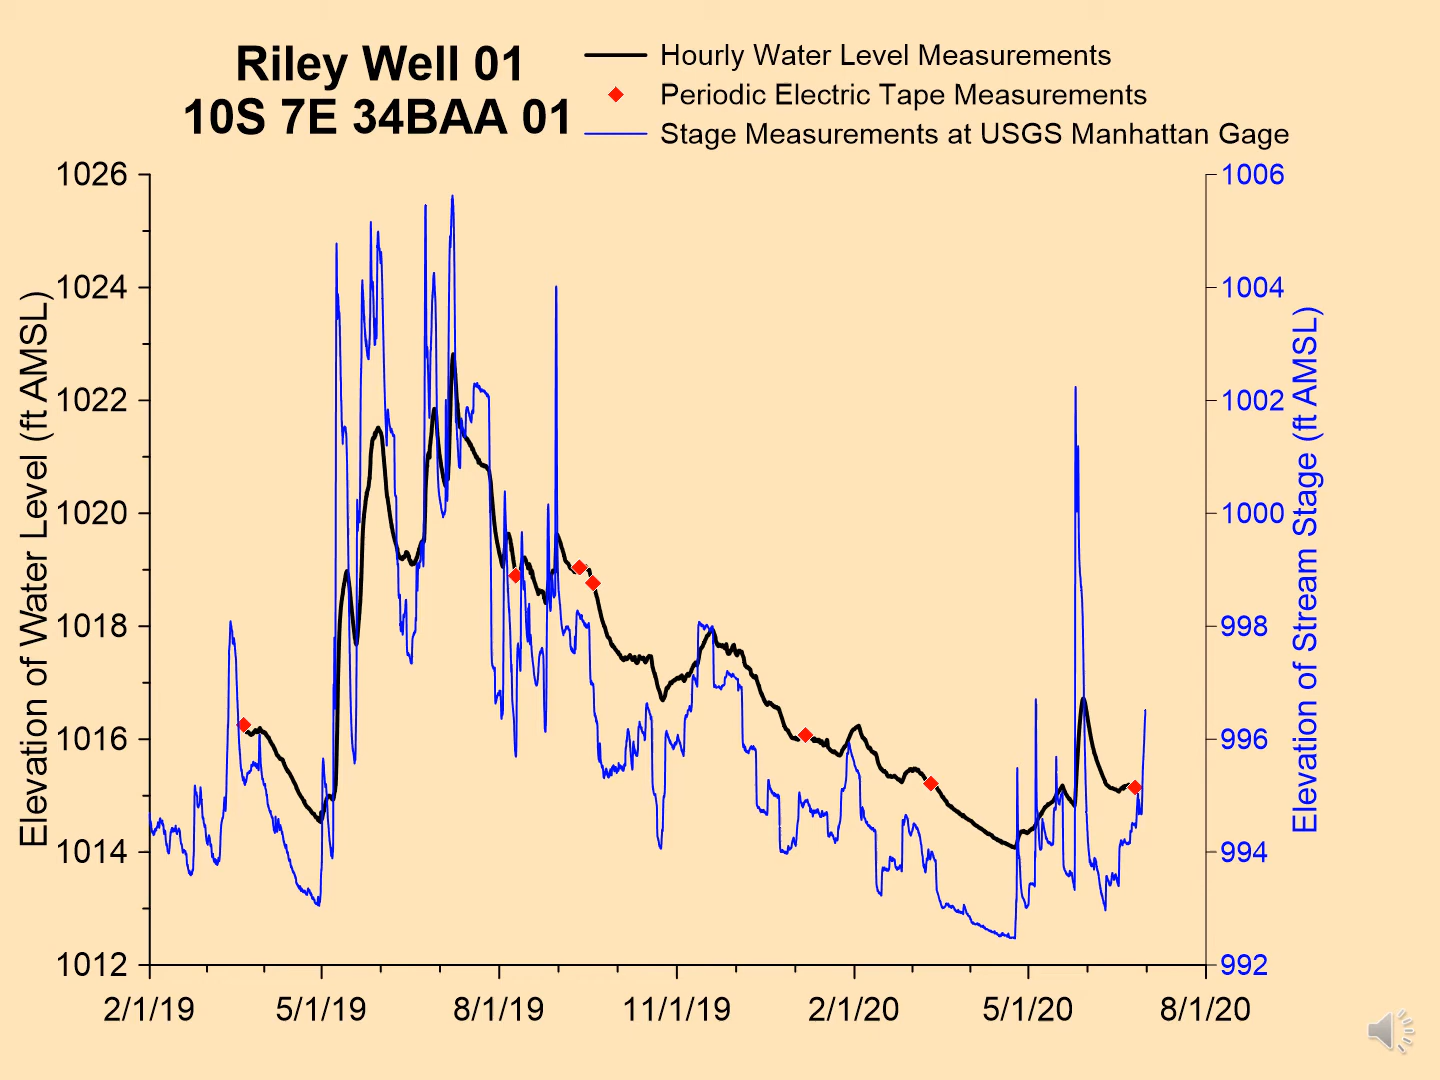 Riley Well 01
10S 7E 34BAA 01
Hourly Water Level Measurements
Periodic Electric Tape Measurements
Stage Measurements at USGS Manhattan Gage
Elevation of Water Level (ft AMSL)
1026
1024
1022
1020
1018
1016
1014
1012
1006
1004
1002
1000
998
996
994
992
Elevation of Stream Stage (ft AMSL)
2/1/19 5/1/19 8/1/19 11/1/19 2/1/20 5/1/20 8/1/20